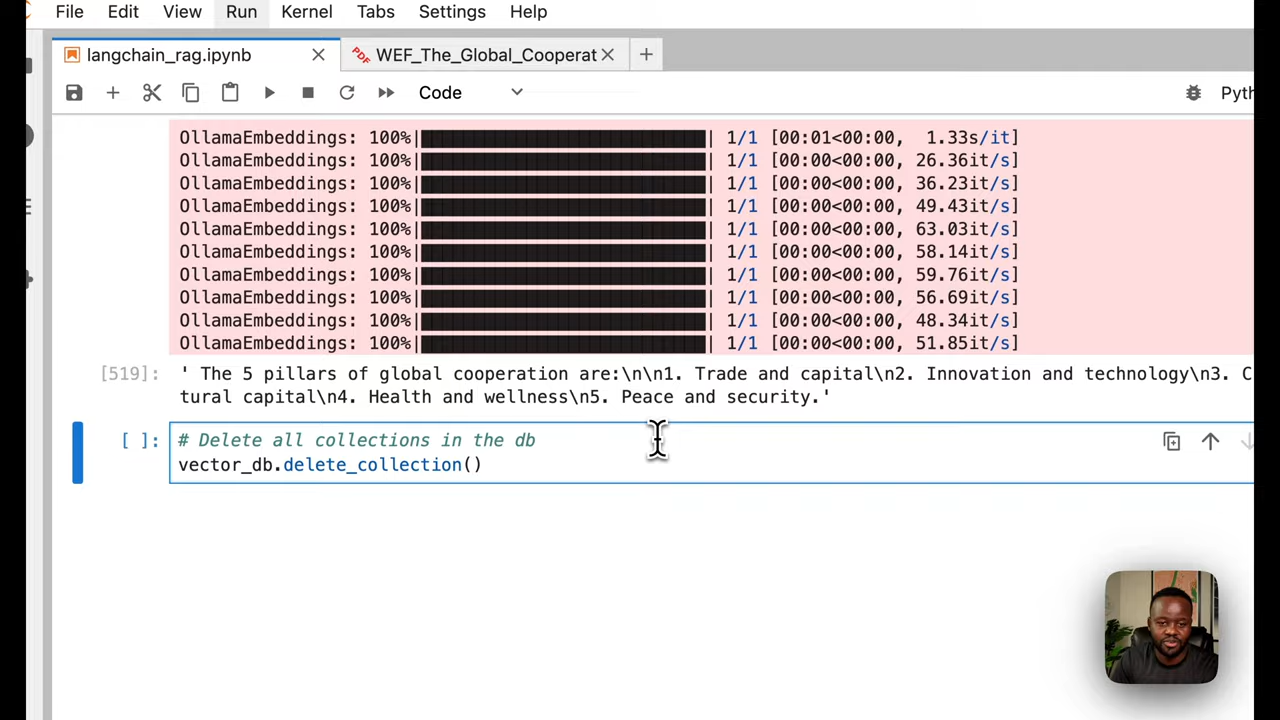 File Edit View Run Kernel Tabs Settings Help
langchain_rag.ipynb WEF_The_Global_Cooperat
Code
OllamaEmbeddings: 100%| | 1/1 [00:01<00:00, 1.33s/it]
OllamaEmbeddings: 100%| | 1/1 [00:00<00:00, 26.36it/s]
OllamaEmbeddings: 100%| | 1/1 [00:00<00:00, 36.23it/s]
OllamaEmbeddings: 100%| | 1/1 [00:00<00:00, 49.43it/s]
OllamaEmbeddings: 100%| | 1/1 [00:00<00:00, 63.03it/s]
OllamaEmbeddings: 100%| | 1/1 [00:00<00:00, 58.14it/s]
OllamaEmbeddings: 100%| | 1/1 [00:00<00:00, 59.76it/s]
OllamaEmbeddings: 100%| | 1/1 [00:00<00:00, 56.69it/s]
OllamaEmbeddings: 100%| | 1/1 [00:00<00:00, 48.34it/s]
OllamaEmbeddings: 100%| | 1/1 [00:00<00:00, 51.85it/s]
[519]: ' The 5 pillars of global cooperation are:\n\n1. Trade and capital\n2. Innovation and technology\n3. C
tural capital\n4. Health and wellness\n5. Peace and security.'
[ ]: # Delete all collections in the db
vector_db.delete_collection()